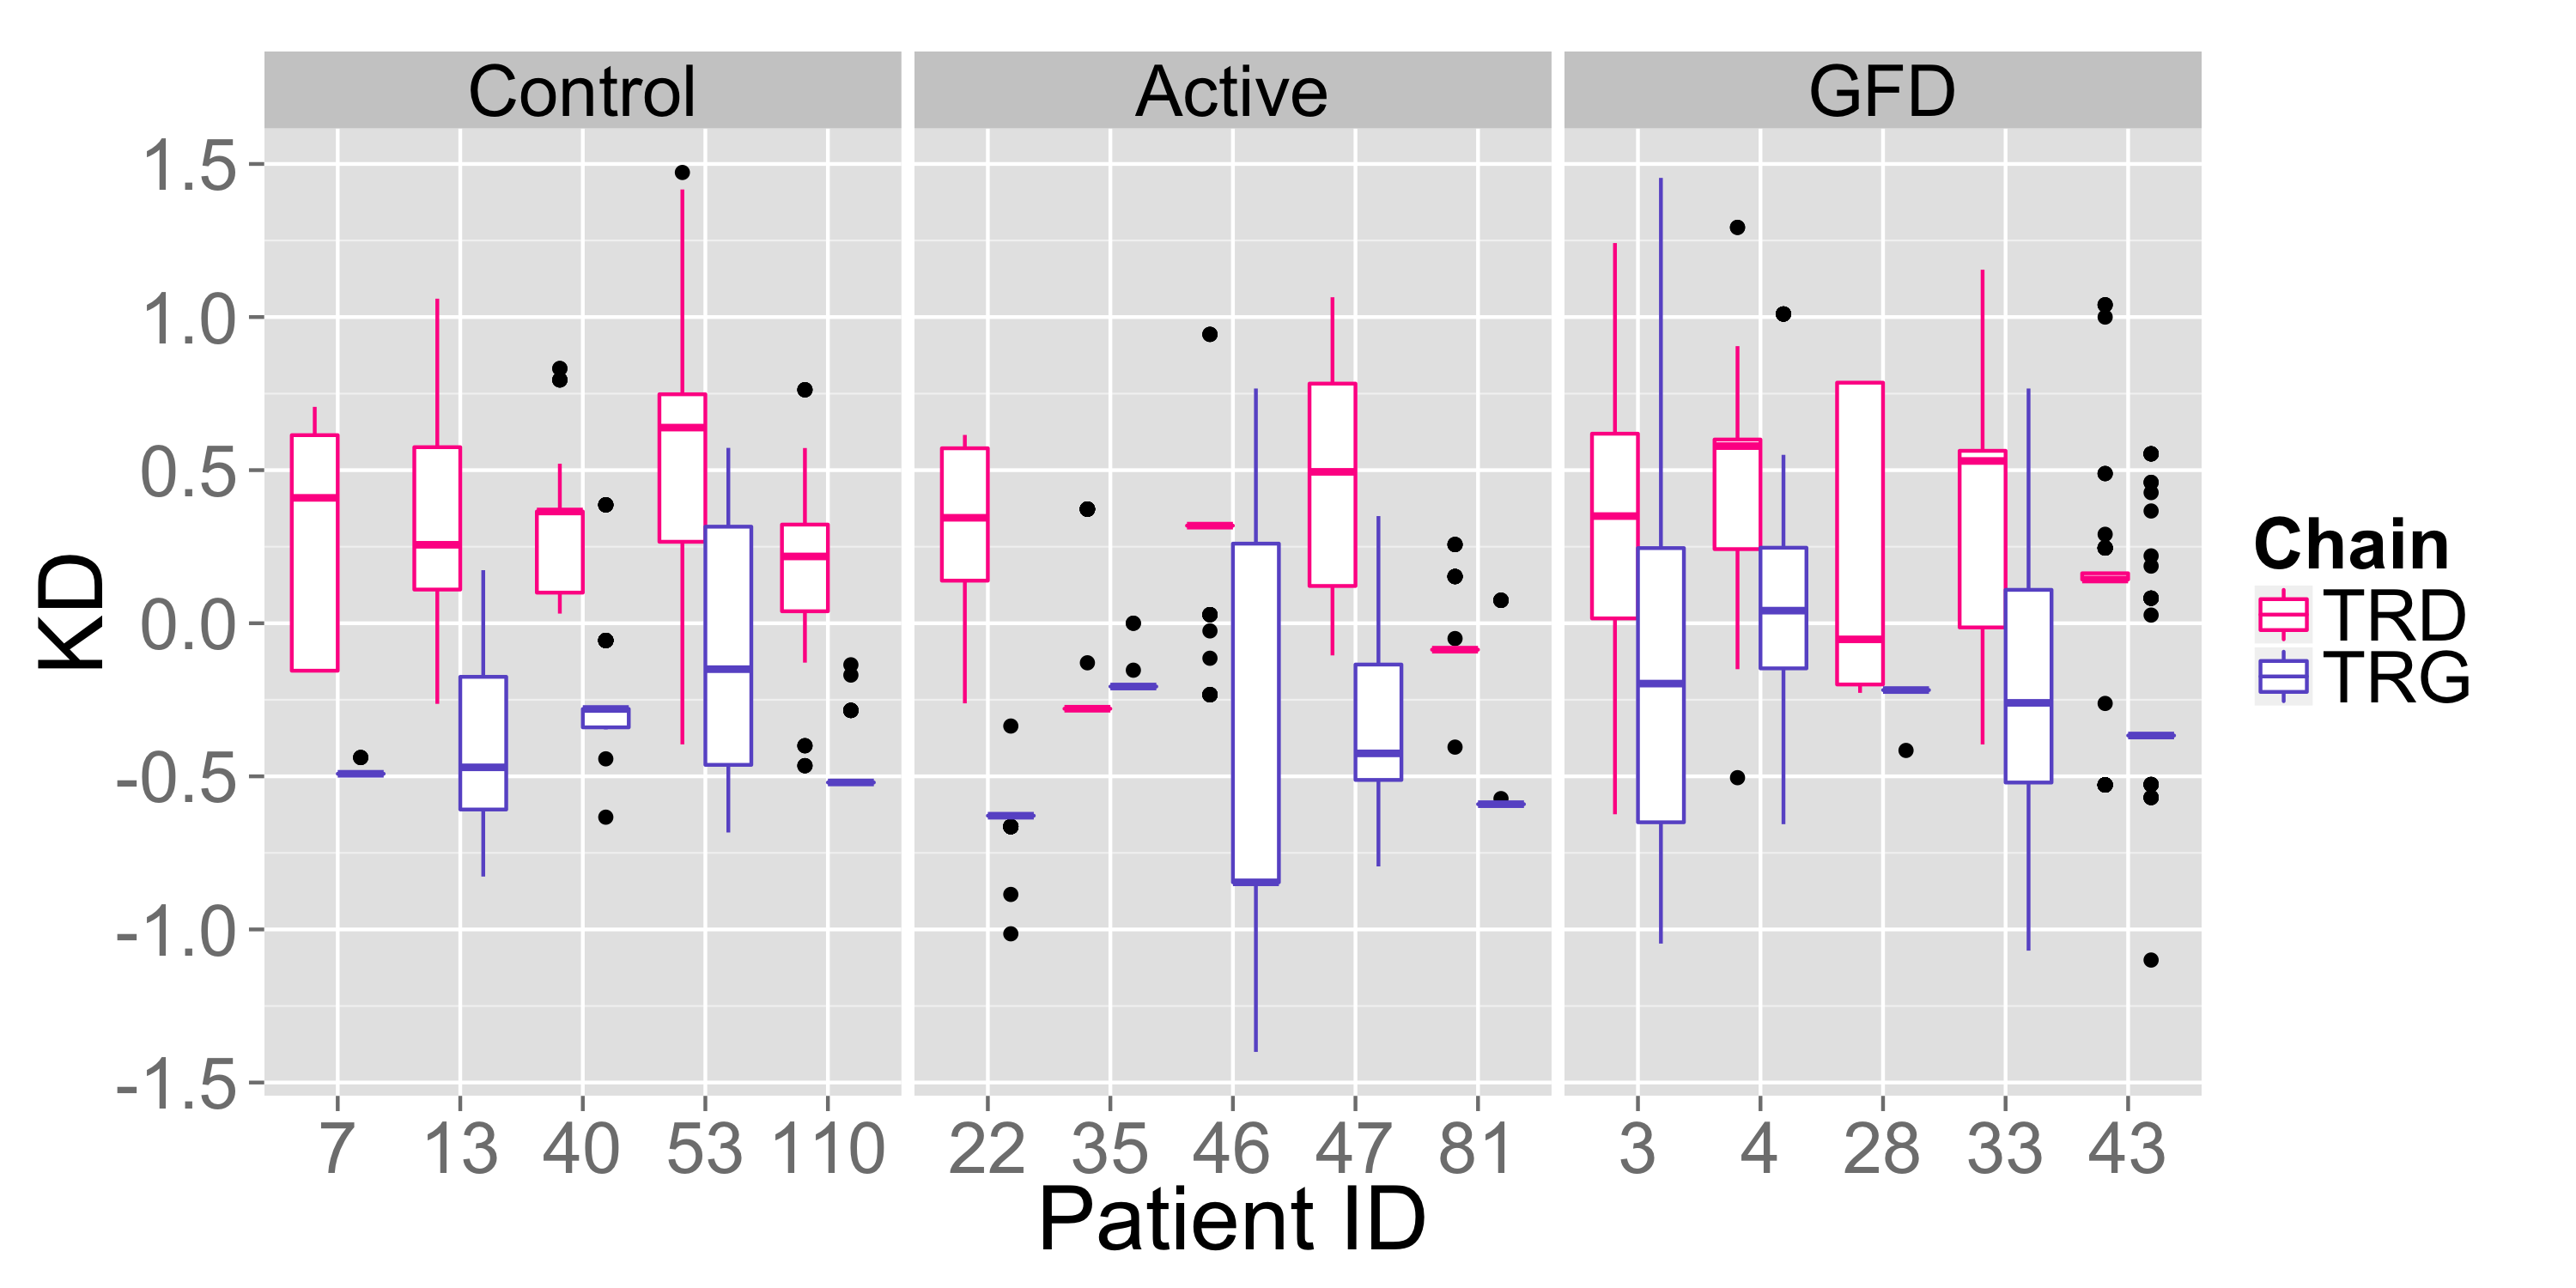 Control Active GFD
1.5
1.0
0.5
0.0
-0.5
-1.0
-1.5
KD
7 13 40 53 110 22 35 46 47 81 3 4 28 33 43
Patient ID
Chain
TRD
TRG